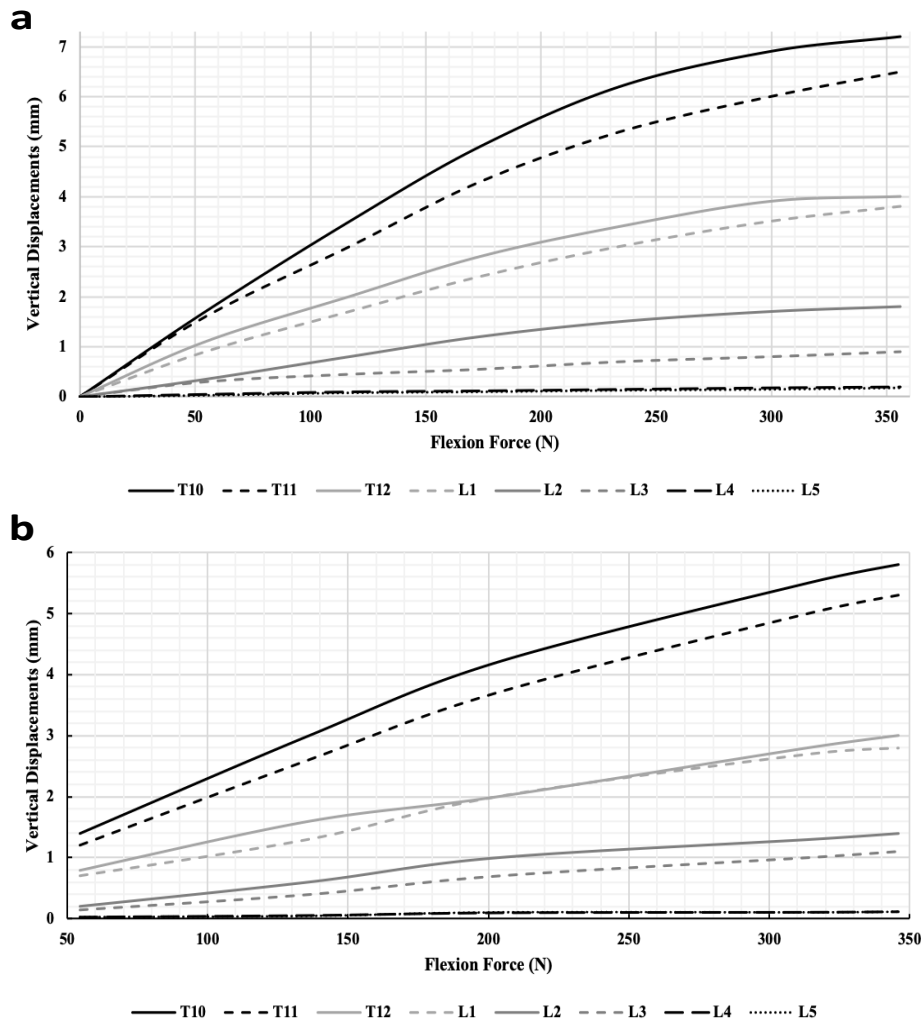 a
7
6
5
4
3
2
1
0
Vertical Displacements (mm)
0 50 100 150 200 250 300 350
Flexion Force (N)
T10 T11 T12 L1 L2 L3 L4 L5
b
6
5
4
3
2
1
0
Vertical Displacements (mm)
50 100 150 200 250 300 350
Flexion Force (N)
T10 T11 T12 L1 L2 L3 L4 L5